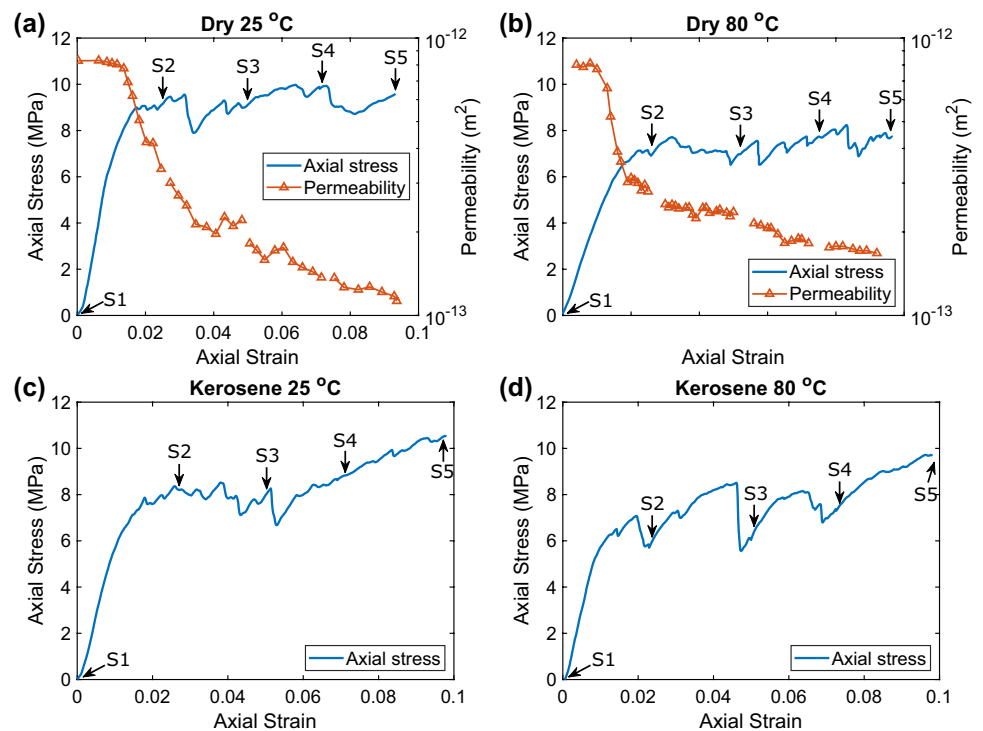 (a) Dry 25 °C
12
10
8
6
4
2
0
Axial Stress (MPa)
S1
S2
S3
S4
S5
Axial stress
Permeability
10⁻¹²
10⁻¹³
Permeability (m²)
0 0.02 0.04 0.06 0.08 0.1
Axial Strain
(b) Dry 80 °C
12
10
8
6
4
2
0
Axial Stress (MPa)
S1
S2
S3
S4
S5
Axial stress
Permeability
10⁻¹²
10⁻¹³
Permeability (m²)
Axial Strain
(c) Kerosene 25 °C
12
10
8
6
4
2
0
Axial Stress (MPa)
S1
S2
S3
S4
S5
Axial stress
0 0.02 0.04 0.06 0.08 0.1
Axial Strain
(d) Kerosene 80 °C
12
10
8
6
4
2
0
Axial Stress (MPa)
S1
S2
S3
S4
S5
Axial stress
0 0.02 0.04 0.06 0.08 0.1
Axial Strain